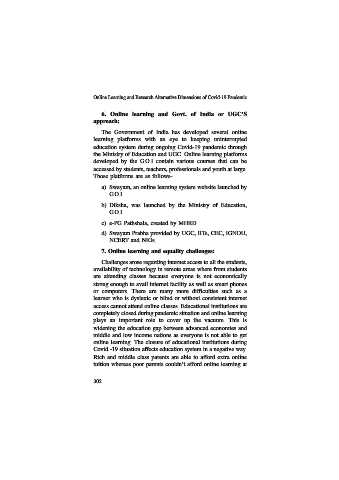 Online Learning and Research Alternative Dimensions of Covid-19 Pandemic
6. Online learning and Govt. of India or UGC'S
approach:
The Government of India has developed several online
learning platforms with an eye to keeping uninterrupted
education system during ongoing Covid-19 pandemic through
the Ministry of Education and UGC. Online learning platforms
developed by the G.O.I contain various courses that can be
accessed by students, teachers, professionals and youth at large.
Those platforms are as follows-
a) Swayam, an online learning system website launched by
G.O.I
b) Diksha, was launched by the Ministry of Education,
G.O.I
c) e-PG Pathshala, created by MHRD
d) Swayam Prabha provided by UGC, IITs, CEC, IGNOU,
NCERT and NIOs.
7. Online learning and equality challenges:
Challenges arose regarding internet access to all the students,
availability of technology in remote areas where from students
are attending classes because everyone is not economically
strong enough to avail internet facility as well as smart phones
or computers. There are many more difficulties such as a
learner who is dyslexic or blind or without consistent internet
access cannot attend online classes. Educational institutions are
completely closed during pandemic situation and online learning
plays an important role to cover up the vacuum. This is
widening the education gap between advanced economies and
middle and low income nations as everyone is not able to get
online learning. The closure of educational institutions during
Covid -19 situation affects education system in a negative way.
Rich and middle class parents are able to afford extra online
tuition whereas poor parents couldn't afford online learning at
302